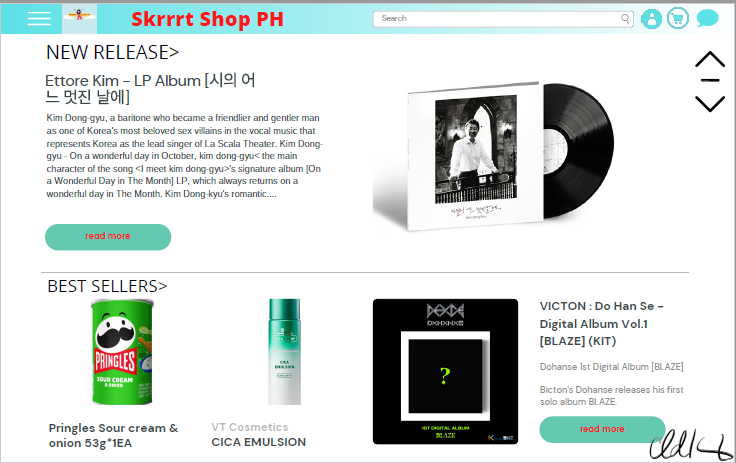 Skrrrt Shop PH
Search
NEW RELEASE>
Ettore Kim - LP Album [시의 어
느 멋진 날에]
Kim Dong-gyu, a baritone who became a friendlier and gentler man
as one of Korea's most beloved sex villains in the vocal music that
represents Korea as the lead singer of La Scala Theater. Kim Dong-
gyu - On a wonderful day in October, kim dong-gyu< the main
character of the song <I meet kim dong-gyu>'s signature album [On
a Wonderful Day in The Month] LP, which always returns on a
wonderful day in The Month. Kim Dong-kyu's romantic....
read more
BEST SELLERS>
PRINGLES
SOUR CREAM
& ONION
Pringles Sour cream &
onion 53g*1EA
CICA
EMULSION
VT Cosmetics
CICA EMULSION
DXHXNXE
?
1ST DIGITAL ALBUM
BLAZE
VICTON : Do Han Se -
Digital Album Vol.1
[BLAZE] (KIT)
Dohanse 1st Digital Album [BLAZE]
Bicton's Dohanse releases his first
solo album BLAZE.
read more